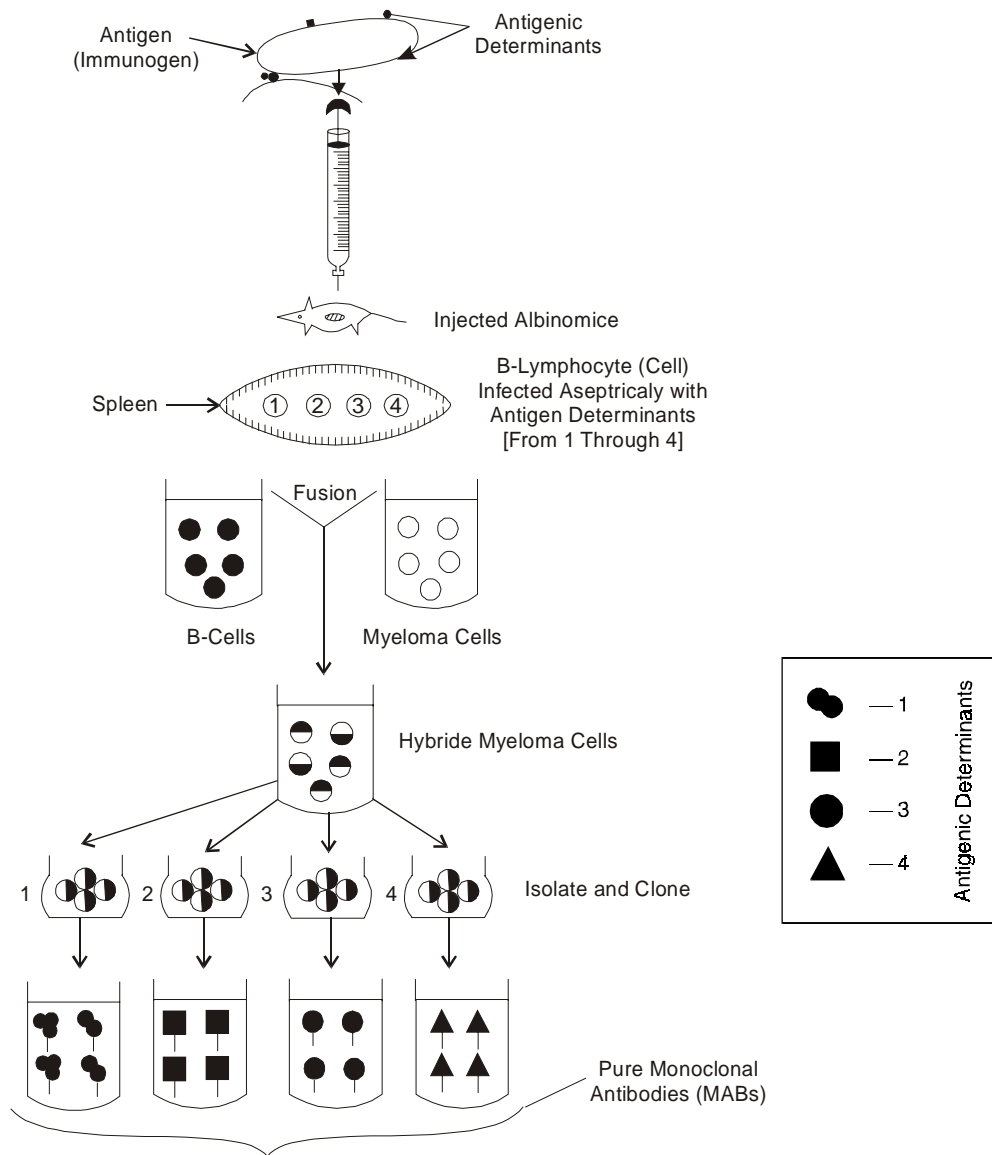 Antigen
(Immunogen)
Antigenic
Determinants
Injected Albinomice
B-Lymphocyte (Cell)
Infected Aseptricaly with
Antigen Determinants
[From 1 Through 4]
Spleen
1 2 3 4
Fusion
B-Cells
Myeloma Cells
Hybride Myeloma Cells
1 2 3 4
Isolate and Clone
Pure Monoclonal
Antibodies (MABs)
— 1
— 2
— 3
— 4
Antigenic Determinants